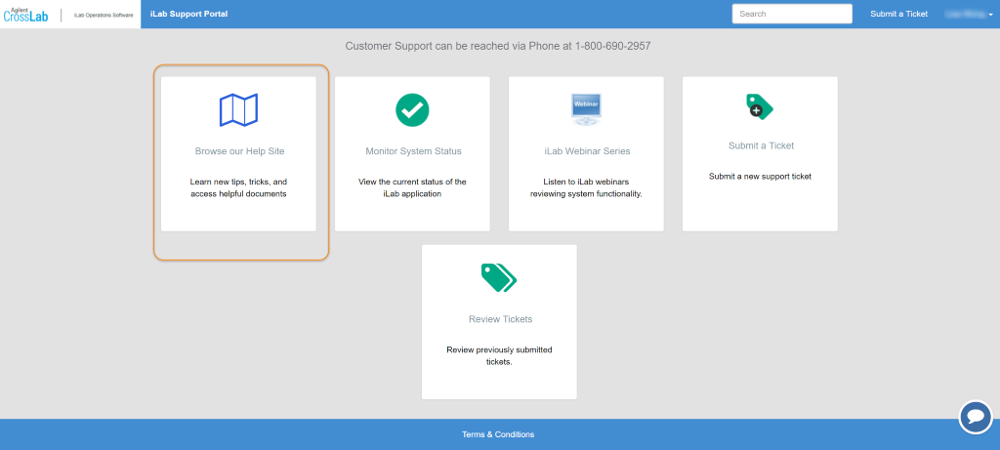 Agilent
CrossLab
iLab Operations Software
iLab Support Portal
Search
Submit a Ticket
Customer Support can be reached via Phone at 1-800-690-2957
Browse our Help Site
Learn new tips, tricks, and
access helpful documents
Monitor System Status
View the current status of the
iLab application
Webinar
iLab Webinar Series
Listen to iLab webinars
reviewing system functionality.
Submit a Ticket
Submit a new support ticket
Review Tickets
Review previously submitted
tickets.
Terms & Conditions